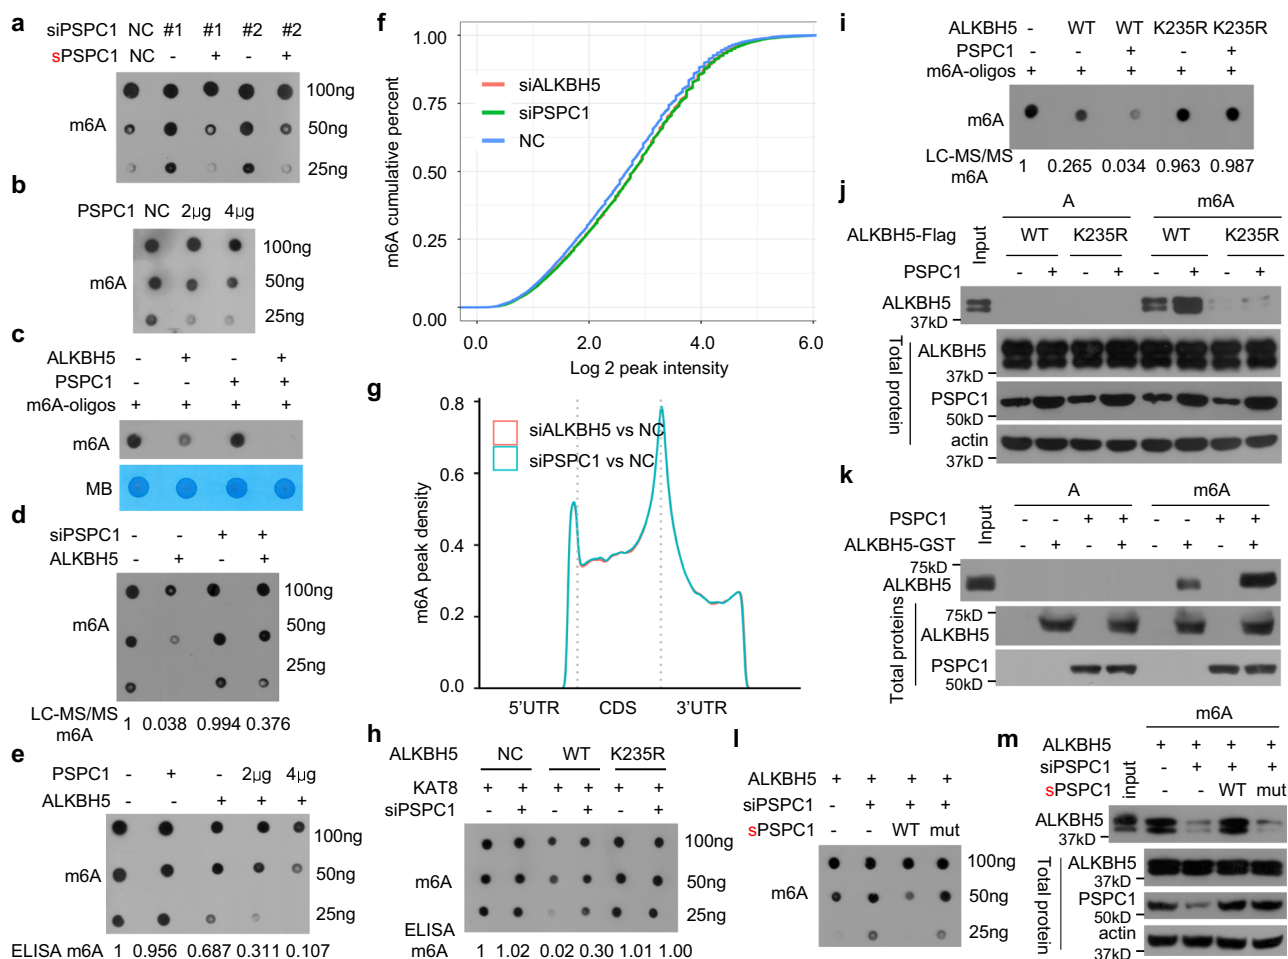 a
siPSPC1 NC #1 #1 #2 #2
sPSPC1 NC - + - +
m6A
100ng
50ng
25ng
b
PSPC1 NC 2μg 4μg
m6A
100ng
50ng
25ng
c
ALKBH5 - + - +
PSPC1 - - + +
m6A-oligos + + + +
m6A
MB
d
siPSPC1 - - + +
ALKBH5 - + - +
m6A
100ng
50ng
25ng
LC-MS/MS
m6A
1 0.038 0.994 0.376
e
PSPC1 - + - 2μg 4μg
ALKBH5 - - + + +
m6A
100ng
50ng
25ng
ELISA m6A 1 0.956 0.687 0.311 0.107
f
m6A cumulative percent
1.00
0.75
0.50
0.25
0.00
siALKBH5
siPSPC1
NC
0.0 2.0 4.0 6.0
Log 2 peak intensity
g
m6A peak density
0.8
0.6
0.4
0.2
0.0
siALKBH5 vs NC
siPSPC1 vs NC
5'UTR CDS 3'UTR
h
ALKBH5 NC WT K235R
KAT8 + + + + + +
siPSPC1 - + - + - +
m6A
100ng
50ng
25ng
ELISA
m6A
1 1.02 0.02 0.30 1.01 1.00
i
ALKBH5 - WT WT K235R K235R
PSPC1 - - + - +
m6A-oligos + + + + +
m6A
LC-MS/MS
m6A
1 0.265 0.034 0.963 0.987
j
A m6A
ALKBH5-Flag Input WT K235R WT K235R
PSPC1 - + - + - + - +
ALKBH5
37kD
Total protein
ALKBH5
37kD
PSPC1
50kD
actin
37kD
k
A m6A
PSPC1 - - + + - - + +
Input
ALKBH5-GST - + - + - + - +
75kD
ALKBH5
Total proteins
75kD
ALKBH5
PSPC1
50kD
l
ALKBH5 + + + +
siPSPC1 - + + +
sPSPC1 - - WT mut
m6A
100ng
50ng
25ng
m
m6A
ALKBH5 + + + +
siPSPC1 - + + +
sPSPC1 - - WT mut
input
ALKBH5
37kD
Total protein
ALKBH5
37kD
PSPC1
50kD
actin
37kD